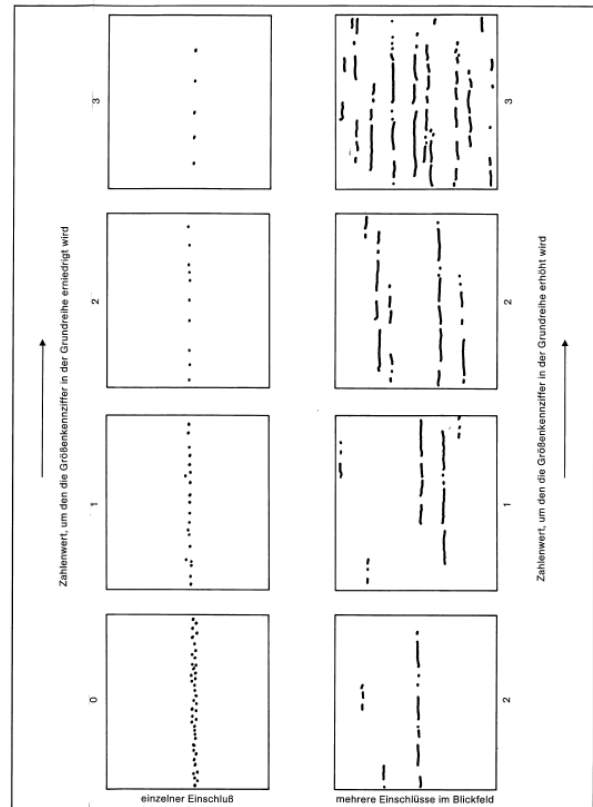 Zahlenwert, um den die Größenkennziffer in der Grundreihe erniedrigt wird
0 1 2 3
einzelner Einschluß
mehrere Einschlüsse im Blickfeld
2 1 2 3
Zahlenwert, um den die Größenkennziffer in der Grundreihe erhöht wird